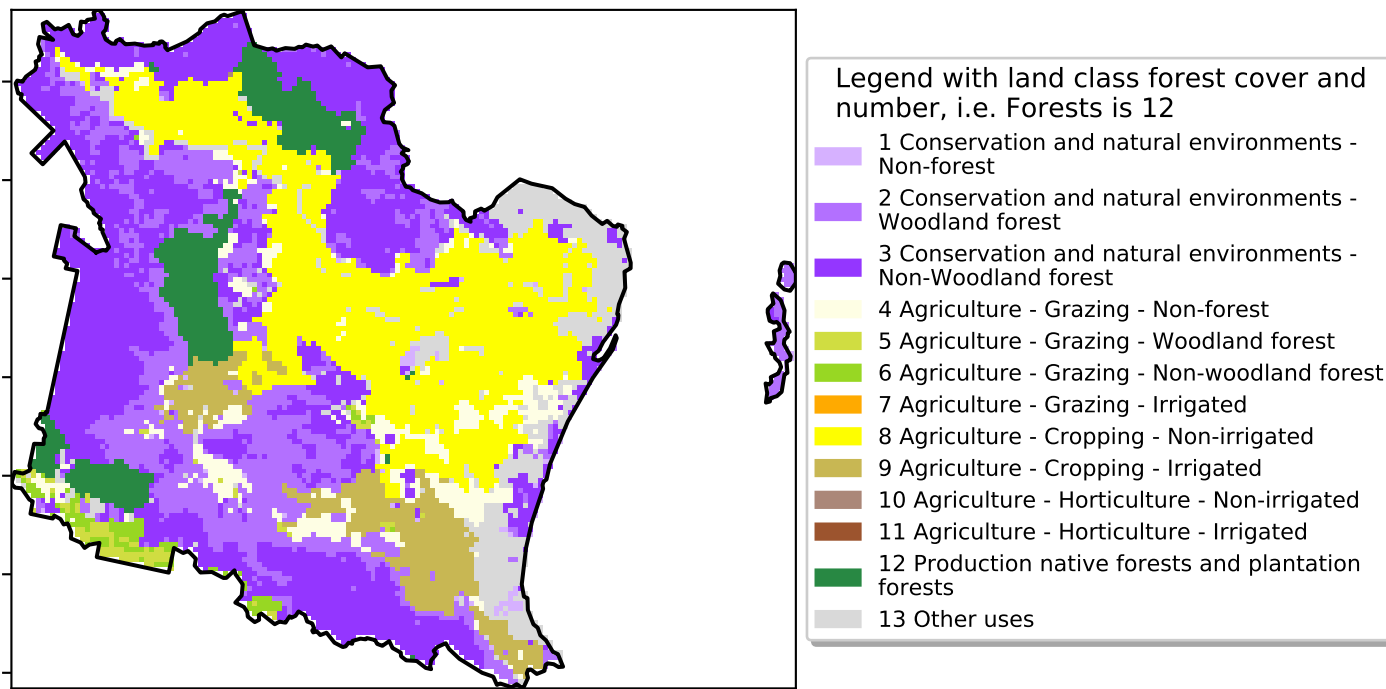 Legend with land class forest cover and
number, i.e. Forests is 12
1 Conservation and natural environments -
Non-forest
2 Conservation and natural environments -
Woodland forest
3 Conservation and natural environments -
Non-Woodland forest
4 Agriculture - Grazing - Non-forest
5 Agriculture - Grazing - Woodland forest
6 Agriculture - Grazing - Non-woodland forest
7 Agriculture - Grazing - Irrigated
8 Agriculture - Cropping - Non-irrigated
9 Agriculture - Cropping - Irrigated
10 Agriculture - Horticulture - Non-irrigated
11 Agriculture - Horticulture - Irrigated
12 Production native forests and plantation
forests
13 Other uses